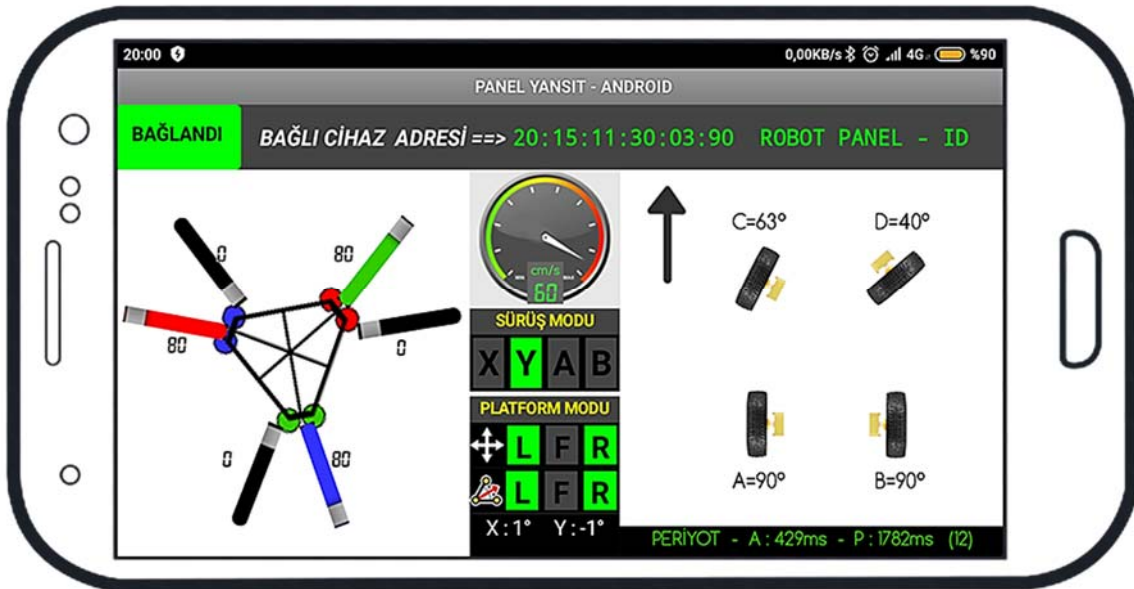 20:00 0,00KB/s 4G %90
PANEL YANSIT - ANDROID
BAĞLANDI BAĞLI CİHAZ ADRESİ ==> 20:15:11:30:03:90 ROBOT PANEL - ID
0
80
80
0
0
80
cm/s
60
SÜRÜŞ MODU
X Y A B
PLATFORM MODU
L F R
L F R
X:1° Y:-1°
C=63° D=40°
A=90° B=90°
PERİYOT - A : 429ms - P : 1782ms (12)